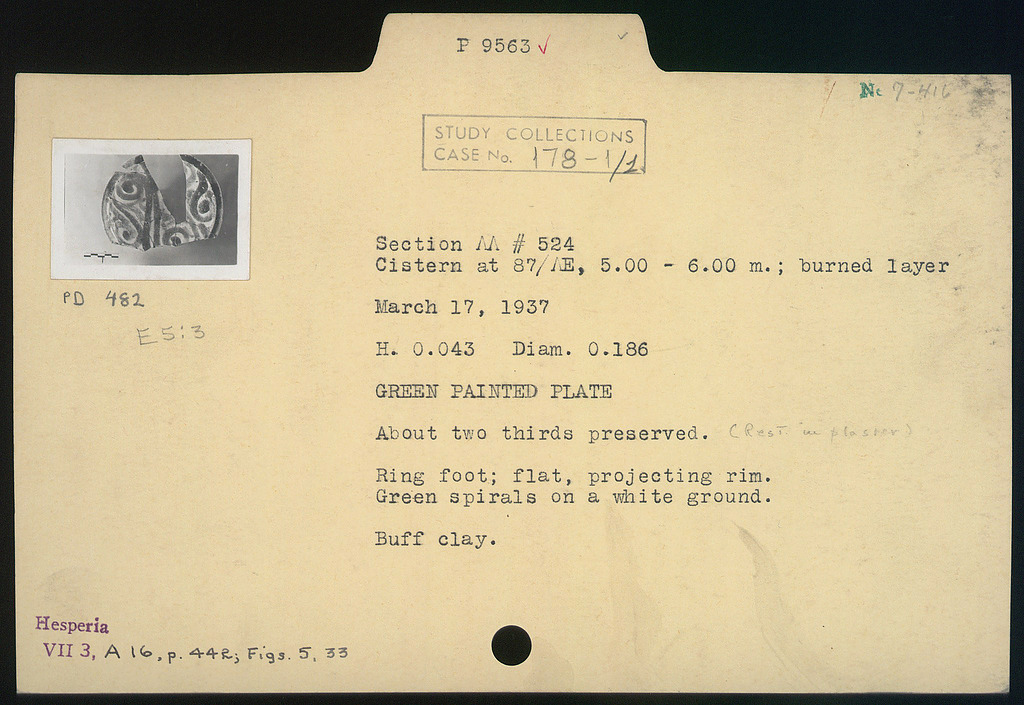 P 9563 ✓
✓
No 7-416
STUDY COLLECTIONS
CASE No. 178-1/1
Section ΛΛ # 524
Cistern at 87/ΛE, 5.00 - 6.00 m.; burned layer
PD 482
March 17, 1937
E 5:3
H. 0.043 Diam. 0.186
GREEN PAINTED PLATE
About two thirds preserved. (Rest. in plaster)
Ring foot; flat, projecting rim.
Green spirals on a white ground.
Buff clay.
Hesperia
VII 3, A 16, p. 442; Figs. 5, 33